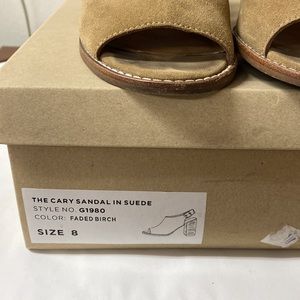 THE CARY SANDAL IN SUEDE
STYLE NO. G1980
COLOR: FADED BIRCH
SIZE 8